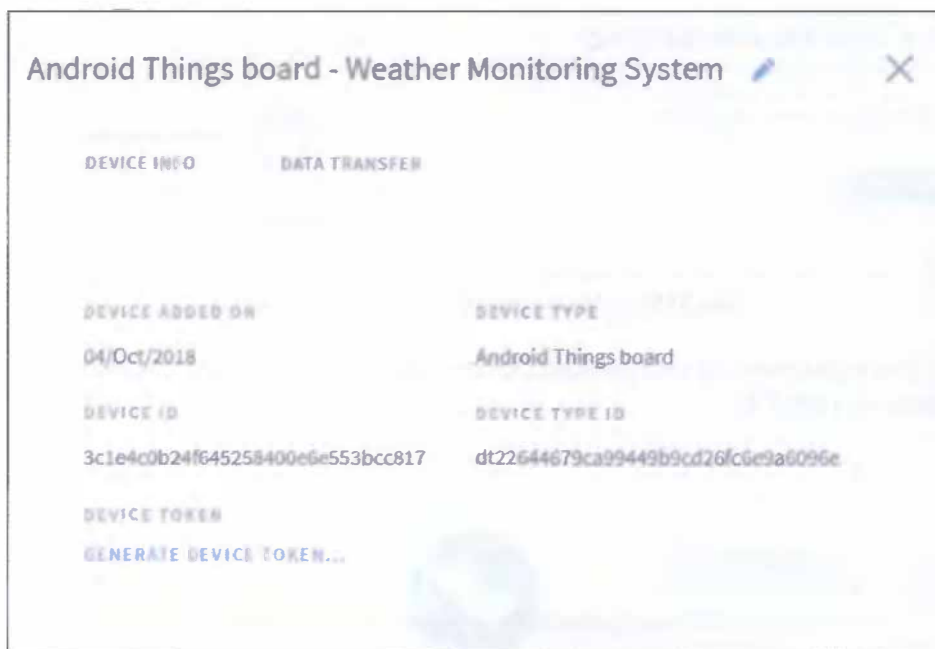 Android Things board - Weather Monitoring System
DEVICE INFO DATA TRANSFER
DEVICE ADDED ON DEVICE TYPE
04/Oct/2018 Android Things board
DEVICE ID DEVICE TYPE ID
3c1e4c0b24f645258400e6e553bcc817 dt22644679ca99449b9cd26fc6e9a6096e
DEVICE TOKEN
GENERATE DEVICE TOKEN...